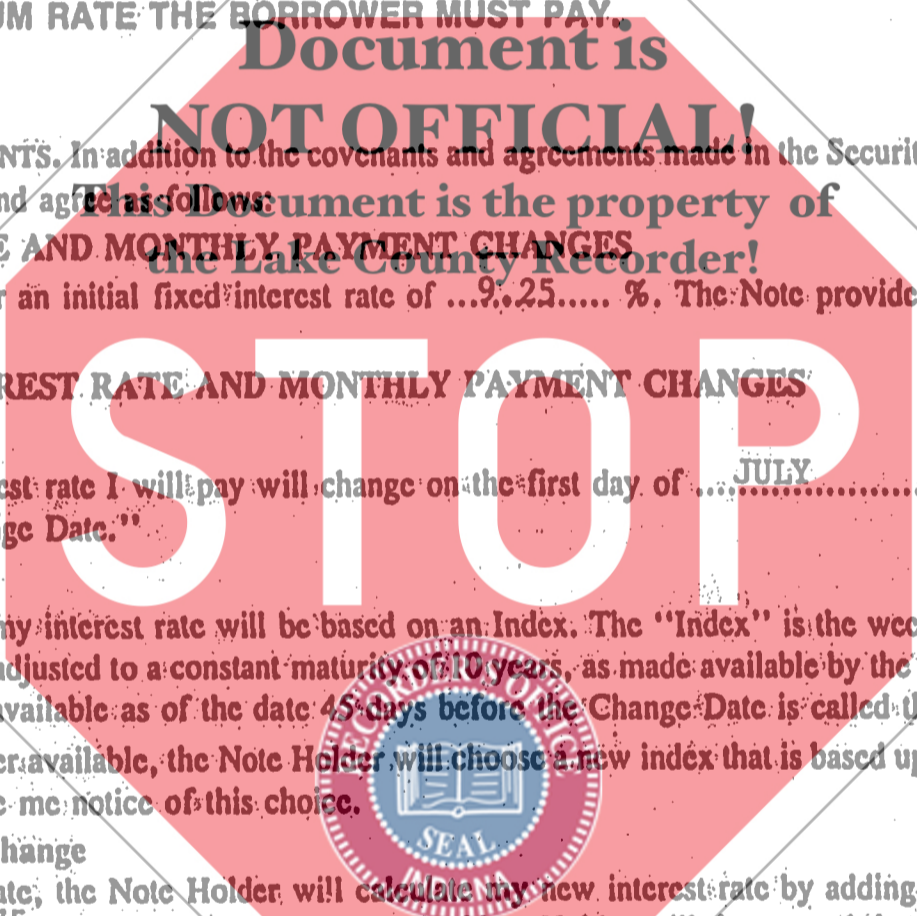 UM RATE THE BORROWER MUST PAY.
Document is
NOT OFFICIAL!
NTS. In addition to the covenants and agreements made in the Securit
nd agree as follows:
This Document is the property of
E AND MONTHLY PAYMENT CHANGES
the Lake County Recorder!
r an initial fixed interest rate of ...9..25..... %. The Note provide
REST RATE AND MONTHLY PAYMENT CHANGES
STOP
est rate I will pay will change on the first day of ....JULY....................
ge Date."
my interest rate will be based on an Index. The "Index" is the wee
djusted to a constant maturity of 10 years, as made available by the
available as of the date 45 days before the Change Date is called t
er available, the Note Holder will choose a new index that is based up
e me notice of this choice.
RECORDER'S OFFICE
SEAL
INDIANA
hange
ate, the Note Holder will calculate my new interest rate by adding